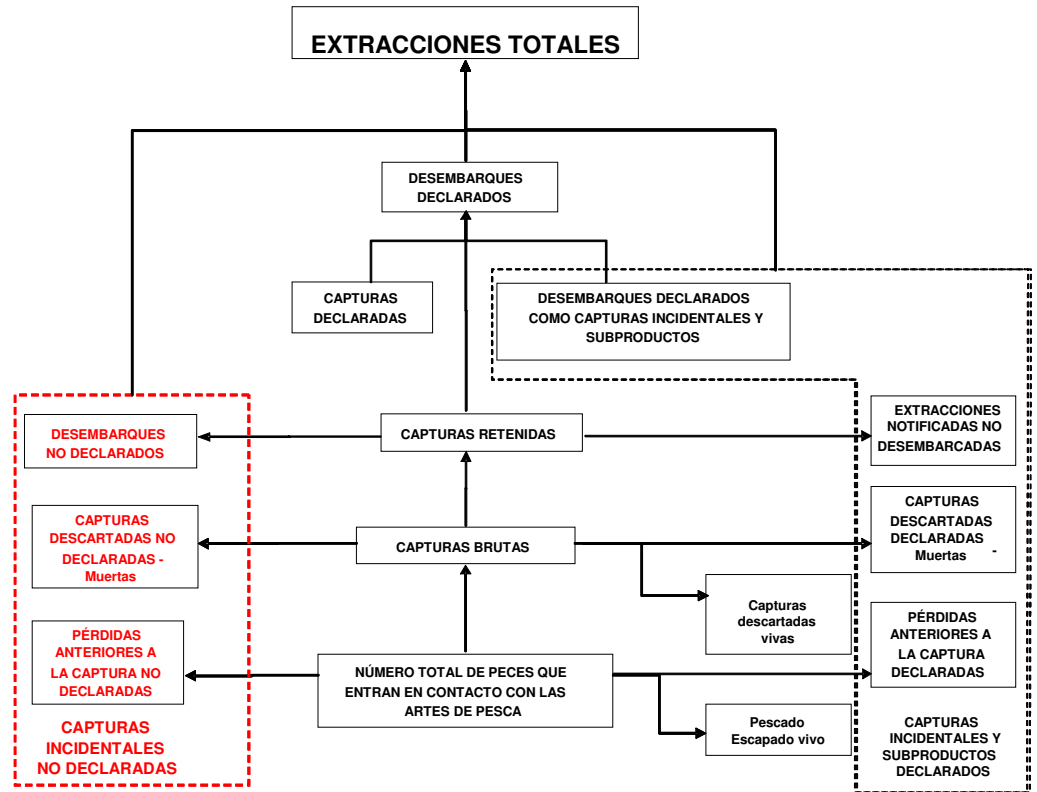 EXTRACCIONES TOTALES
DESEMBARQUES
DECLARADOS
CAPTURAS
DECLARADAS
DESEMBARQUES DECLARADOS
COMO CAPTURAS INCIDENTALES Y
SUBPRODUCTOS
DESEMBARQUES
NO DECLARADOS
CAPTURAS RETENIDAS
EXTRACCIONES
NOTIFICADAS NO
DESEMBARCADAS
CAPTURAS
DESCARTADAS NO
DECLARADAS -
Muertas
CAPTURAS BRUTAS
CAPTURAS
DESCARTADAS
DECLARADAS
Muertas -
Capturas
descartadas
vivas
PÉRDIDAS
ANTERIORES A
LA CAPTURA NO
DECLARADAS
NÚMERO TOTAL DE PECES QUE
ENTRAN EN CONTACTO CON LAS
ARTES DE PESCA
PÉRDIDAS
ANTERIORES A
LA CAPTURA
DECLARADAS
Pescado
Escapado vivo
CAPTURAS
INCIDENTALES
NO DECLARADAS
CAPTURAS
INCIDENTALES Y
SUBPRODUCTOS
DECLARADOS